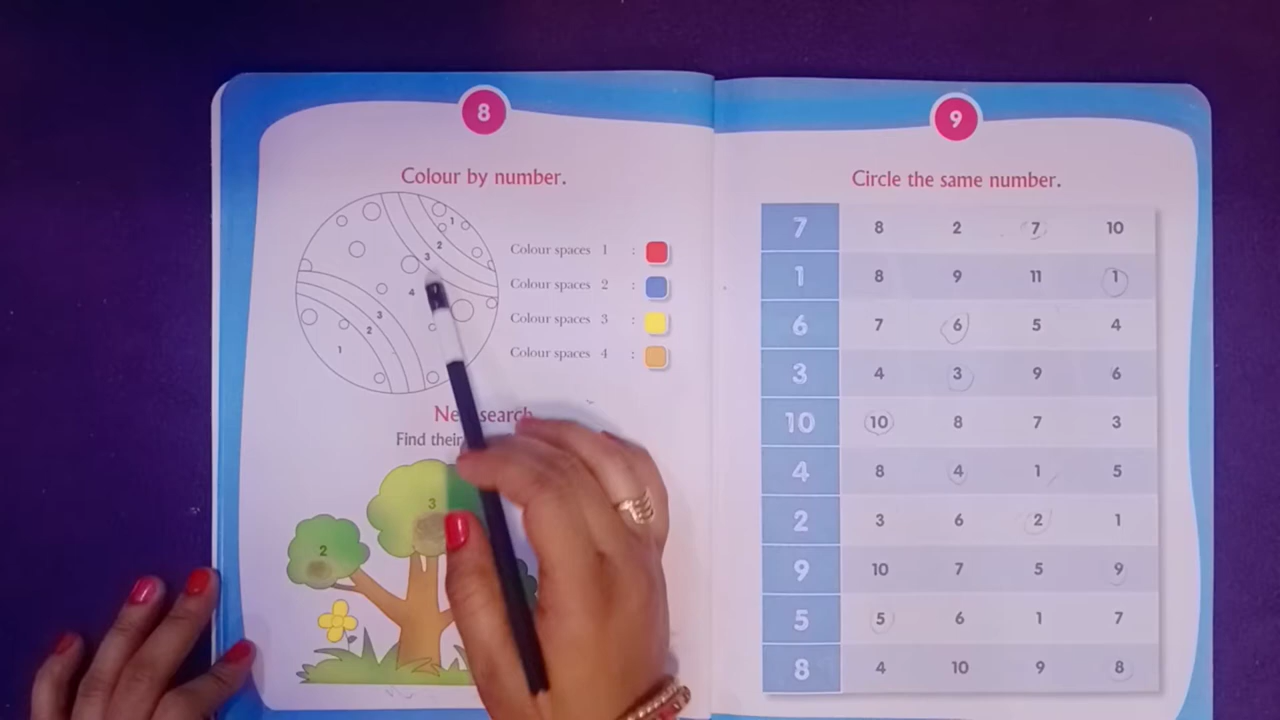 8
Colour by number.
1
2
3
4
3
2
1
Colour spaces 1 :
Colour spaces 2 :
Colour spaces 3 :
Colour spaces 4 :
search
Find their
3
2
9
Circle the same number.
7 8 2 7 10
1 8 9 11 1
6 7 6 5 4
3 4 3 9 6
10 10 8 7 3
4 8 4 1 5
2 3 6 2 1
9 10 7 5 9
5 5 6 1 7
8 4 10 9 8